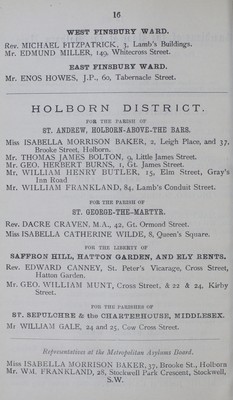 16
WEST FINSBURY WARD.
Rev. MICHAEL FITZPATRICK, 3, Lamb's Buildings.
Mr. EDMUND MILLER, 149, Whitecross Street.
EAST FINSBURY WARD.
Mr. ENOS HOWES, J.P., 60, Tabernacle Street.
HOLBORN DISTRICT.
FOR THE PARISH OF
ST. ANDREW, HOLBORN-ABOVE-THE BARS.
Miss ISABELLA MORRISON BAKER, 2, Leigh Place, and 37,
Brooke Street, Holborn.
Mr. THOMAS JAMES BOLTON, 9, Little James Street.
Mr. GEO. HERBERT BURNS, 1, Gt. James Street.
Mr. WILLIAM HENRY BUTLER, 15, Elm Street, Gray's
Inn Road
Mr. WILLIAM FRANKLAND, 84, Lamb's Conduit Street.
FOR THE PARISH OF
ST. GEORGE-THE-MARTYR.
Rev. DACRE CRAVEN, M.A., 42, Gt. Ormond Street.
Miss ISABELLA CATHERINE WILDE, 8, Queen's Square.
FOR THE LIBERTY OF
SAFFRON HILL, HATTON GARDEN, AND ELY RENTS.
Rev. EDWARD CANNEY, St. Peter's Vicarage, Cross Street,
Hatton Garden.
Mr. GEO. WILLIAM MUNT, Cross Street, & 22 & 24, Kirby
Street.
FOR THE PARISHES OF
ST. SEPULCHRE & THE CHARTERHOUSE, MIDDLESEX.
Mr WILLIAM GALE, 24 and 25, Cow Cross Street.
Representatives at the Metropolitan Asylums Board.
Miss ISABELLA MORRISON BAKER, 37, Brooke St., Holborn
Mr. WM. FRANKLAND, 28, Stockwell Park Crescent, Stockwell,
S.W.